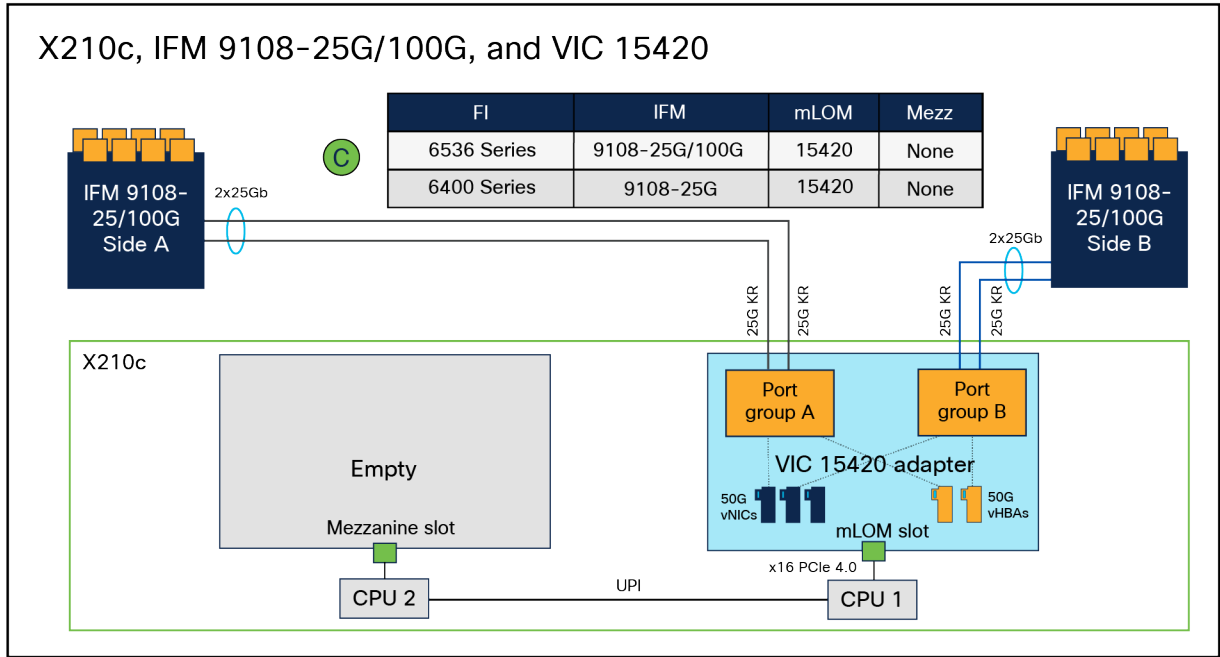 X210c, IFM 9108-25G/100G, and VIC 15420
C
FI IFM mLOM Mezz
6536 Series 9108-25G/100G 15420 None
6400 Series 9108-25G 15420 None
IFM 9108-
25/100G
Side A
2x25Gb
IFM 9108-
25/100G
Side B
2x25Gb
25G KR
25G KR
25G KR
25G KR
X210c
Empty
Mezzanine slot
Port
group A
Port
group B
VIC 15420 adapter
50G
vNICs
50G
vHBAs
mLOM slot
x16 PCIe 4.0
CPU 2
UPI
CPU 1